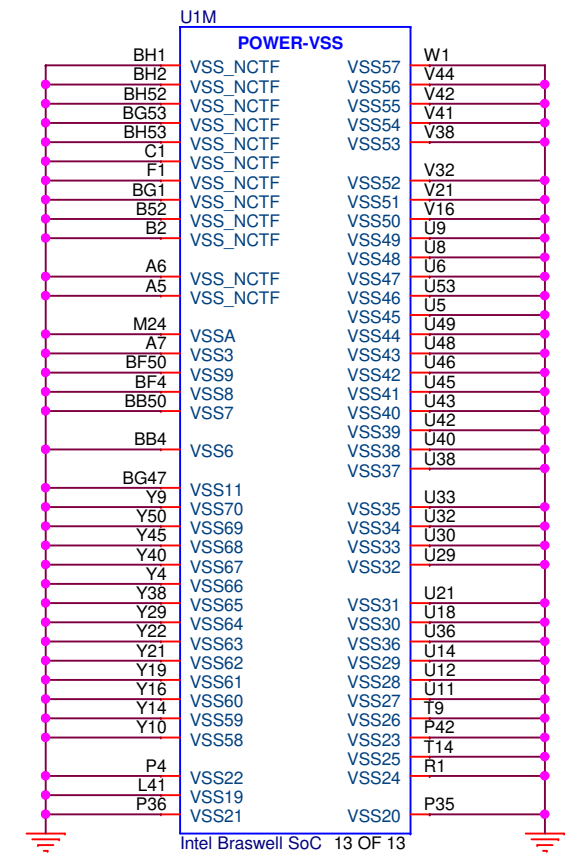 U1M
POWER-VSS
BH1 VSS_NCTF VSS57 W1
BH2 VSS_NCTF VSS56 V44
BH52 VSS_NCTF VSS55 V42
BG53 VSS_NCTF VSS54 V41
BH53 VSS_NCTF VSS53 V38
C1 VSS_NCTF
F1 VSS_NCTF VSS52 V32
BG1 VSS_NCTF VSS51 V21
B52 VSS_NCTF VSS50 V16
B2 VSS_NCTF VSS49 U9
VSS48 U8
A6 VSS_NCTF VSS47 U6
A5 VSS_NCTF VSS46 U53
VSS45 U5
M24 VSSA VSS44 U49
A7 VSS3 VSS43 U48
BF50 VSS9 VSS42 U46
BF4 VSS8 VSS41 U45
BB50 VSS7 VSS40 U43
VSS39 U42
BB4 VSS6 VSS38 U40
VSS37 U38
BG47 VSS11
Y9 VSS70 VSS35 U33
Y50 VSS69 VSS34 U32
Y45 VSS68 VSS33 U30
Y40 VSS67 VSS32 U29
Y4 VSS66
Y38 VSS65 VSS31 U21
Y29 VSS64 VSS30 U18
Y22 VSS63 VSS36 U36
Y21 VSS62 VSS29 U14
Y19 VSS61 VSS28 U12
Y16 VSS60 VSS27 U11
Y14 VSS59 VSS26 T9
Y10 VSS58 VSS23 P42
VSS25 T14
P4 VSS22 VSS24 R1
L41 VSS19
P36 VSS21 VSS20 P35
Intel Braswell SoC 13 OF 13